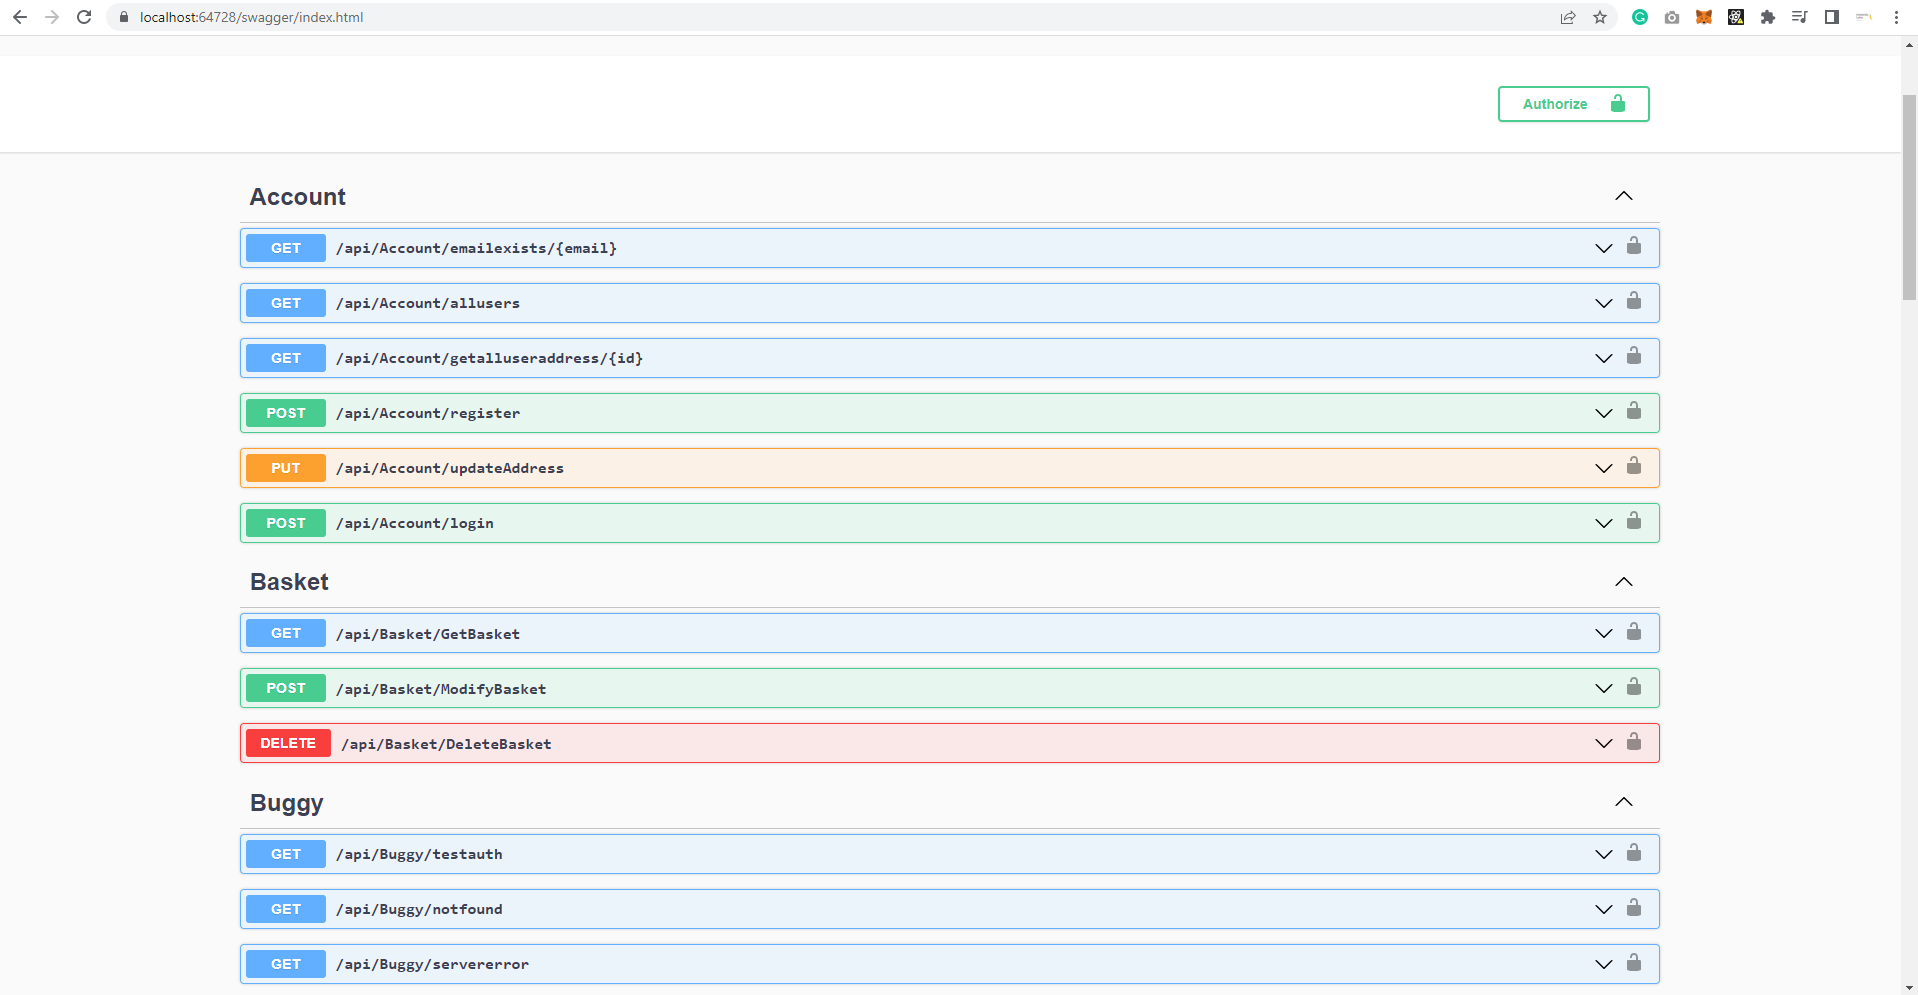 localhost:64728/swagger/index.html
Authorize
Account
GET /api/Account/emailexists/{email}
GET /api/Account/allusers
GET /api/Account/getalluseraddress/{id}
POST /api/Account/register
PUT /api/Account/updateAddress
POST /api/Account/login
Basket
GET /api/Basket/GetBasket
POST /api/Basket/ModifyBasket
DELETE /api/Basket/DeleteBasket
Buggy
GET /api/Buggy/testauth
GET /api/Buggy/notfound
GET /api/Buggy/servererror